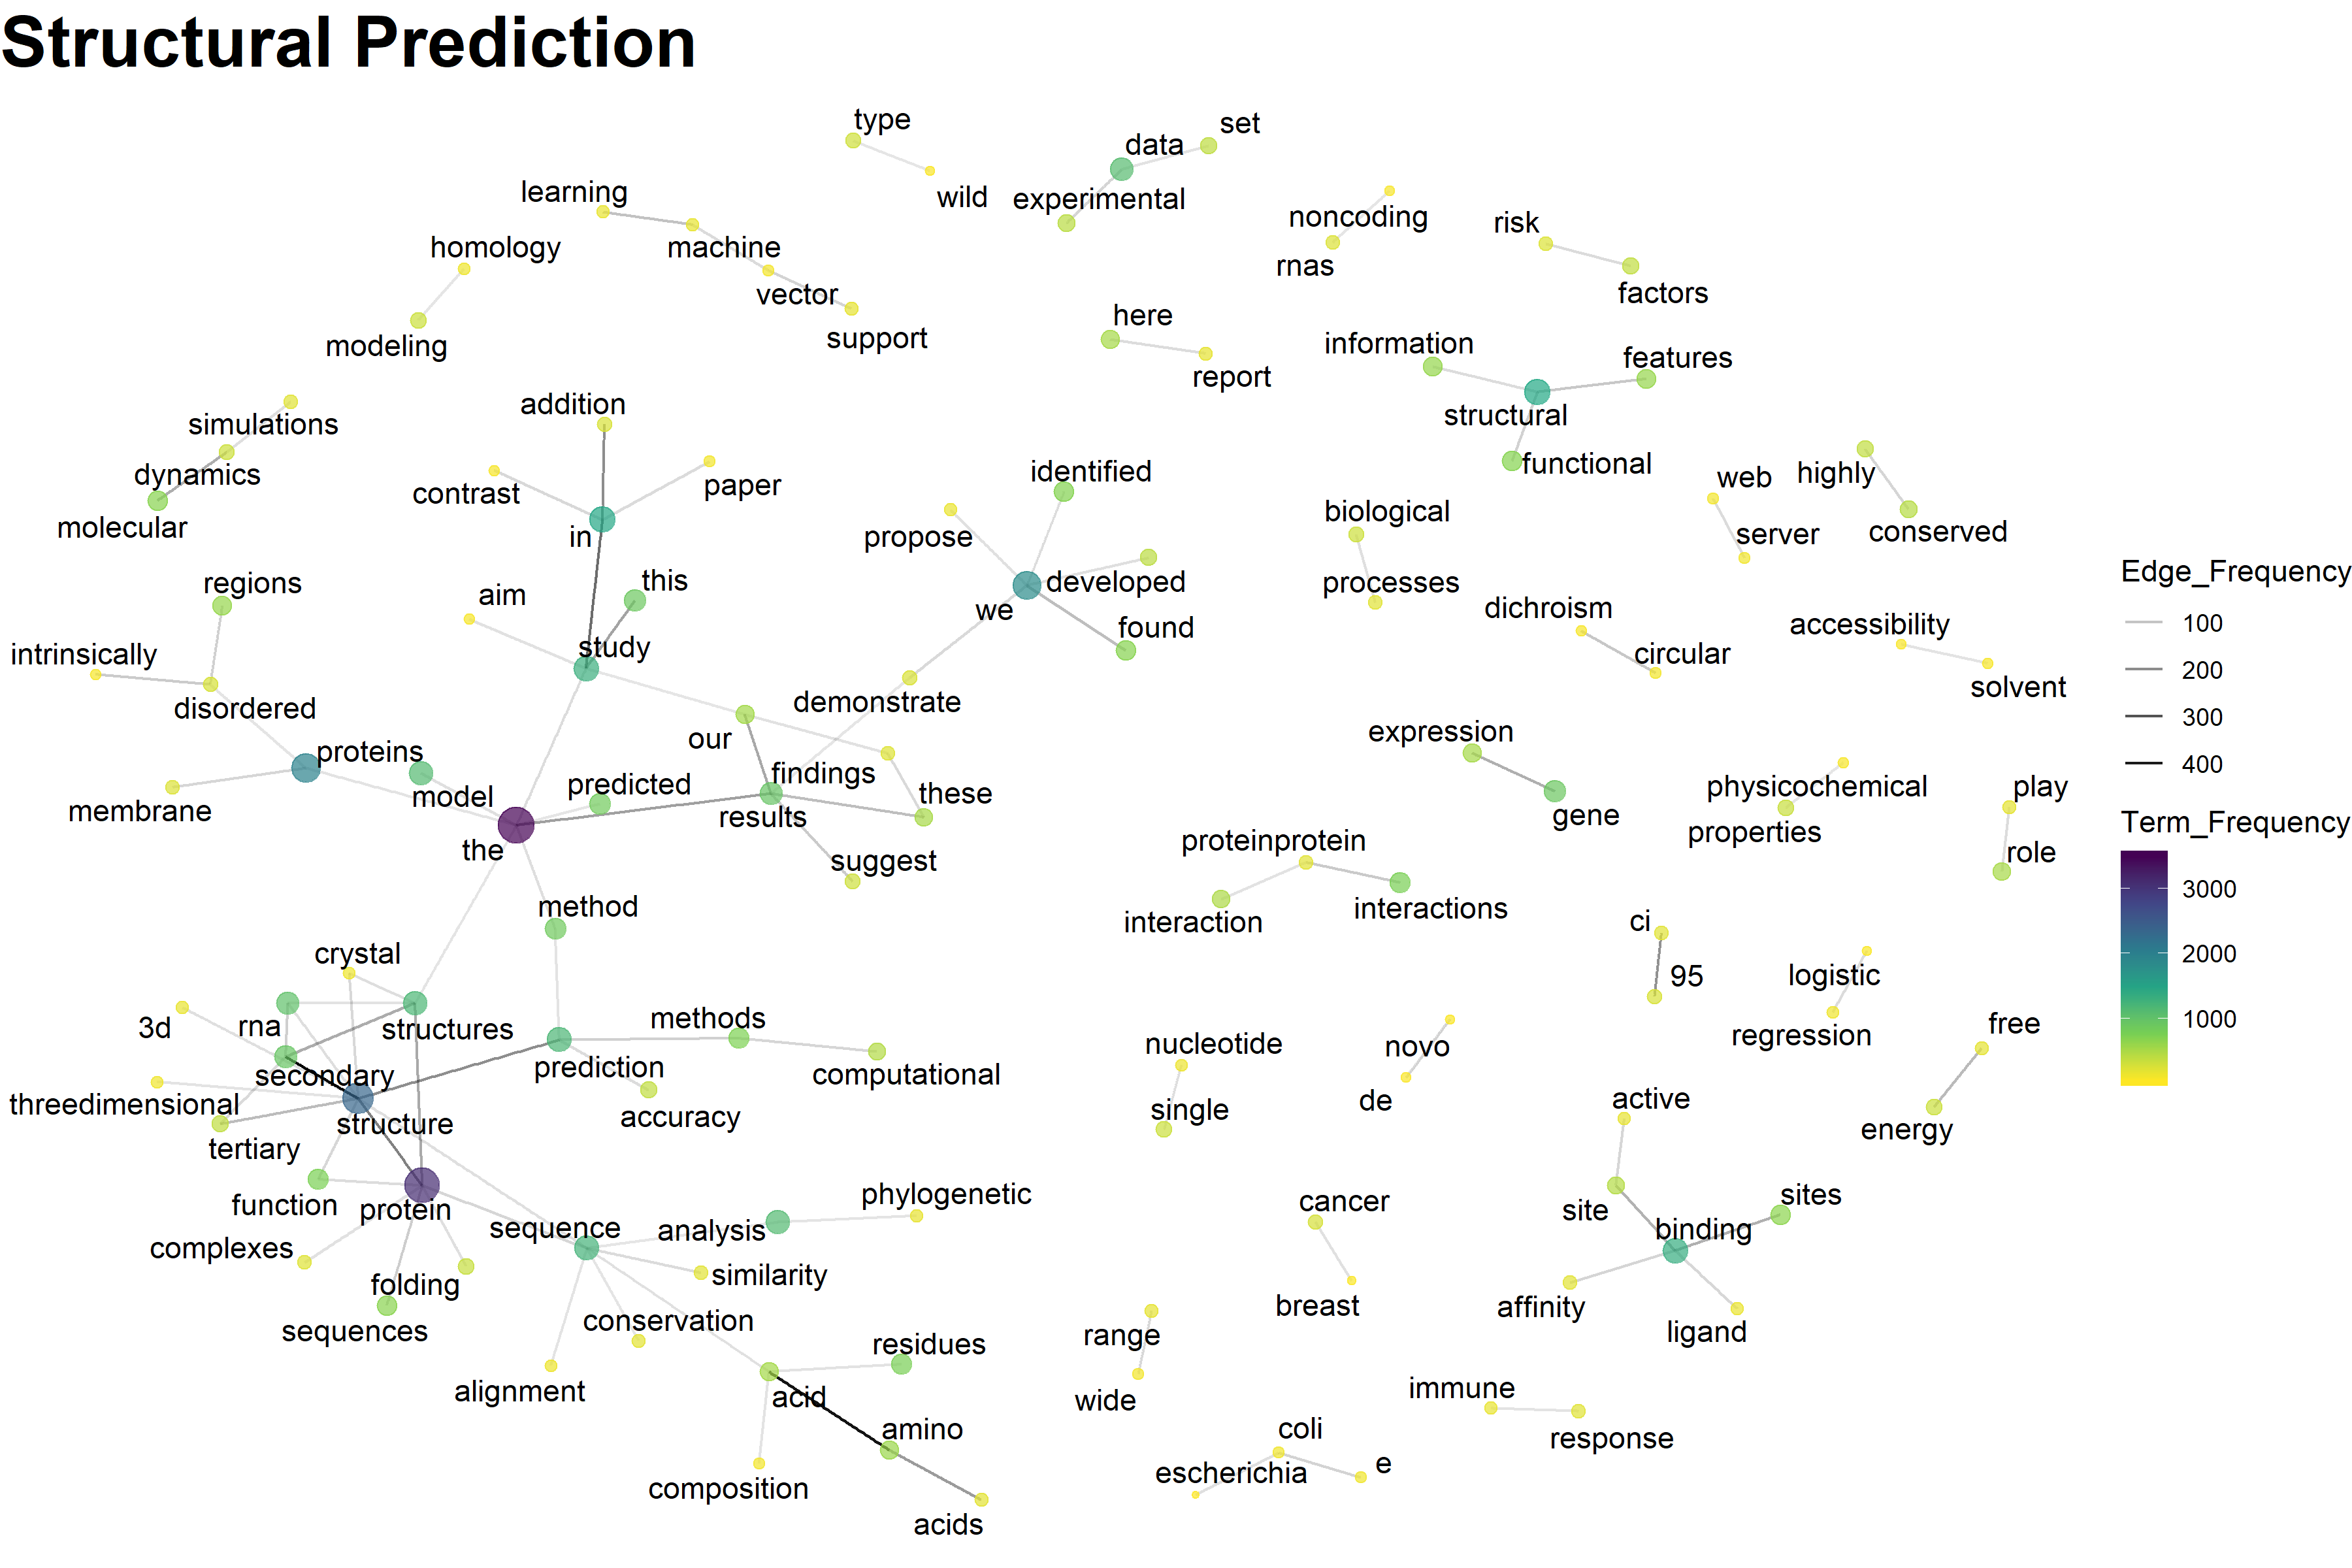 Structural Prediction
type
set
data
learning
wild
experimental
noncoding
risk
homology
machine
rnas
vector
factors
here
support
modeling
information
features
report
addition
structural
simulations
identified
functional
dynamics
contrast
paper
web
highly
molecular
in
propose
biological
server
conserved
regions
this
developed
processes
Edge_Frequency
aim
we
dichroism
100
intrinsically
study
found
circular
accessibility
200
disordered
demonstrate
solvent
300
proteins
our
expression
400
model
predicted
findings
these
physicochemical
play
membrane
results
gene
properties
Term_Frequency
the
suggest
proteinprotein
role
3000
method
interaction
interactions
ci
2000
crystal
95
logistic
1000
3d
rna
structures
methods
nucleotide
novo
regression
free
secondary
prediction
computational
threedimensional
structure
accuracy
single
de
active
energy
tertiary
function
protein
phylogenetic
cancer
site
sites
complexes
sequence
analysis
binding
folding
similarity
breast
affinity
sequences
conservation
range
ligand
residues
alignment
acid
wide
immune
amino
coli
response
composition
escherichia
e
acids